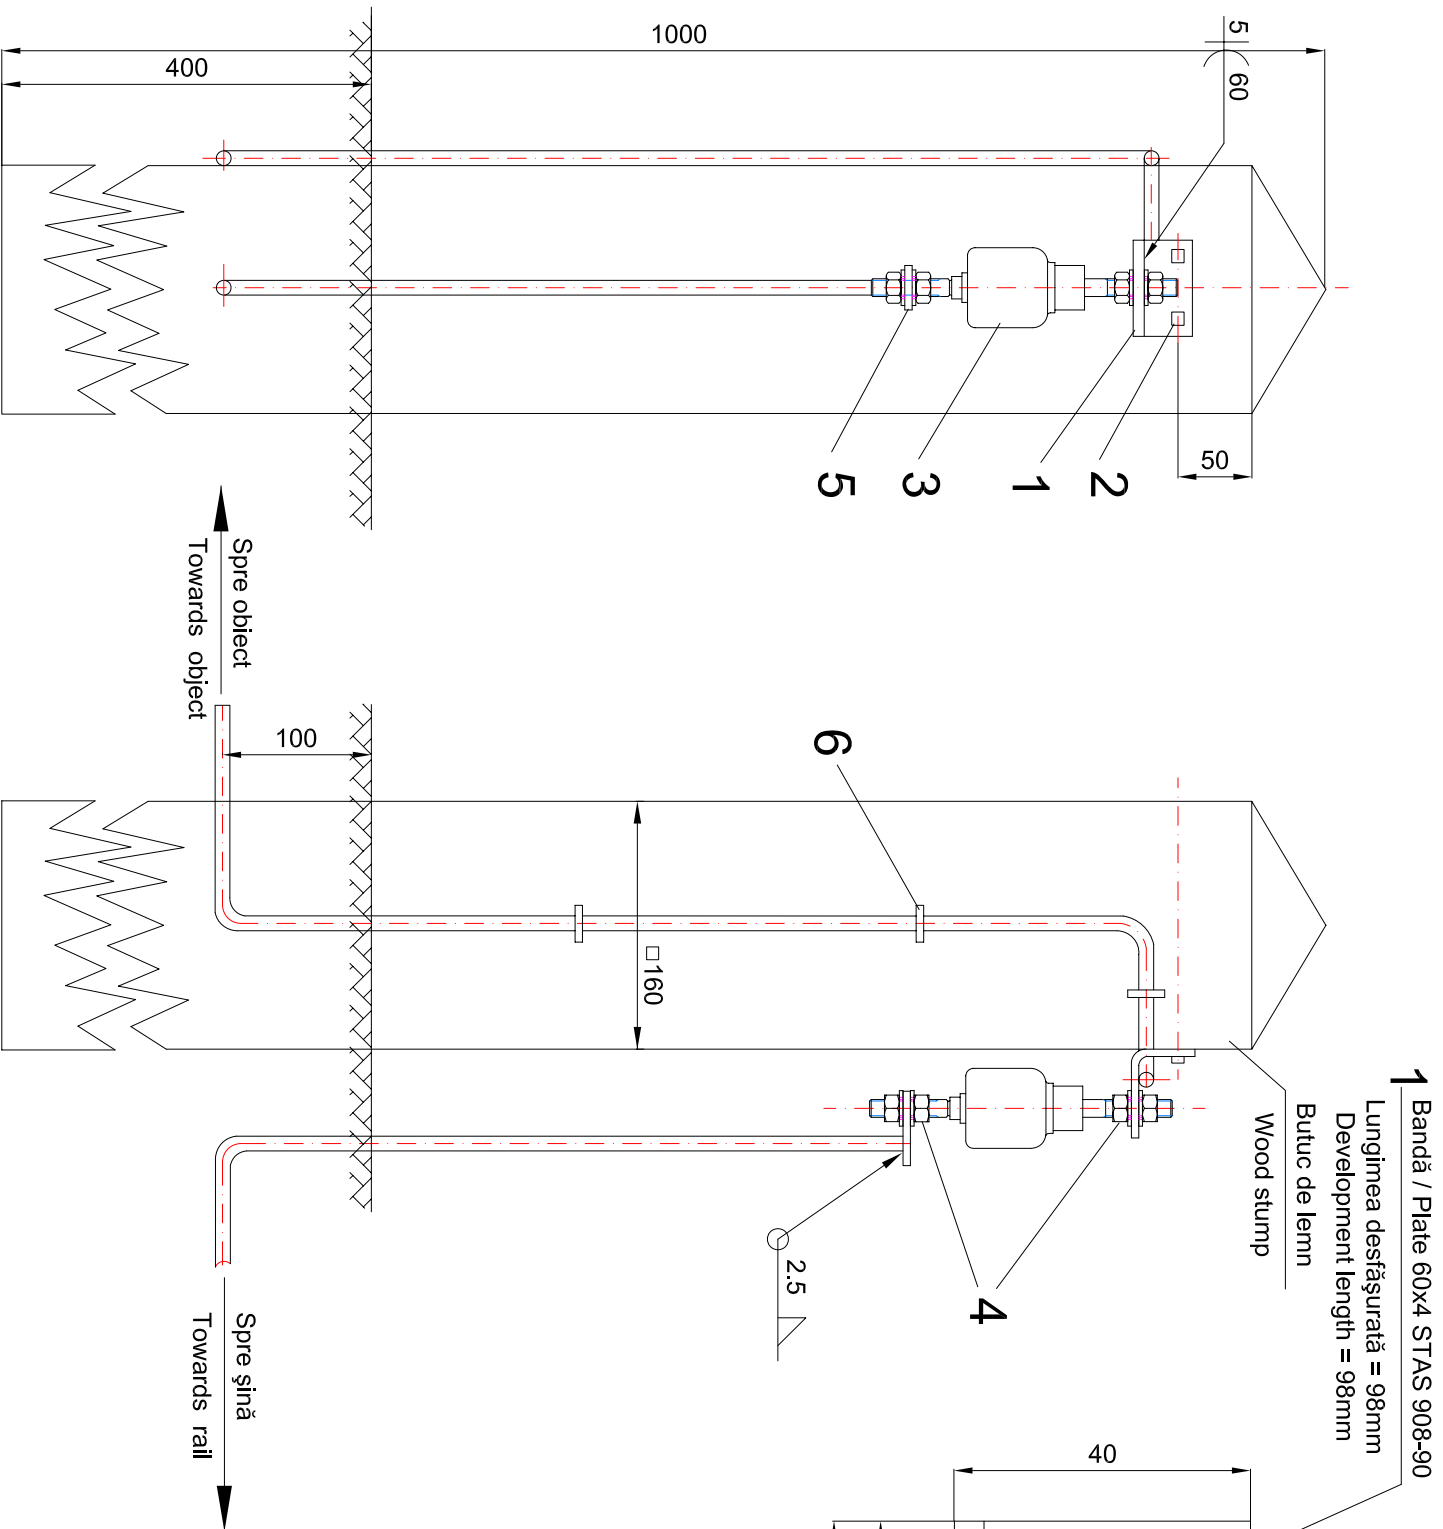 1000
400
5
60
50
2
1
3
5
Spre obiect
Towards object
100
6
□160
1
Bandă / Plate 60x4 STAS 908-90
Lungimea desfăşurată = 98mm
Development length = 98mm
Butuc de lemn
Wood stump
4
2.5
Spre şină
Towards rail
40